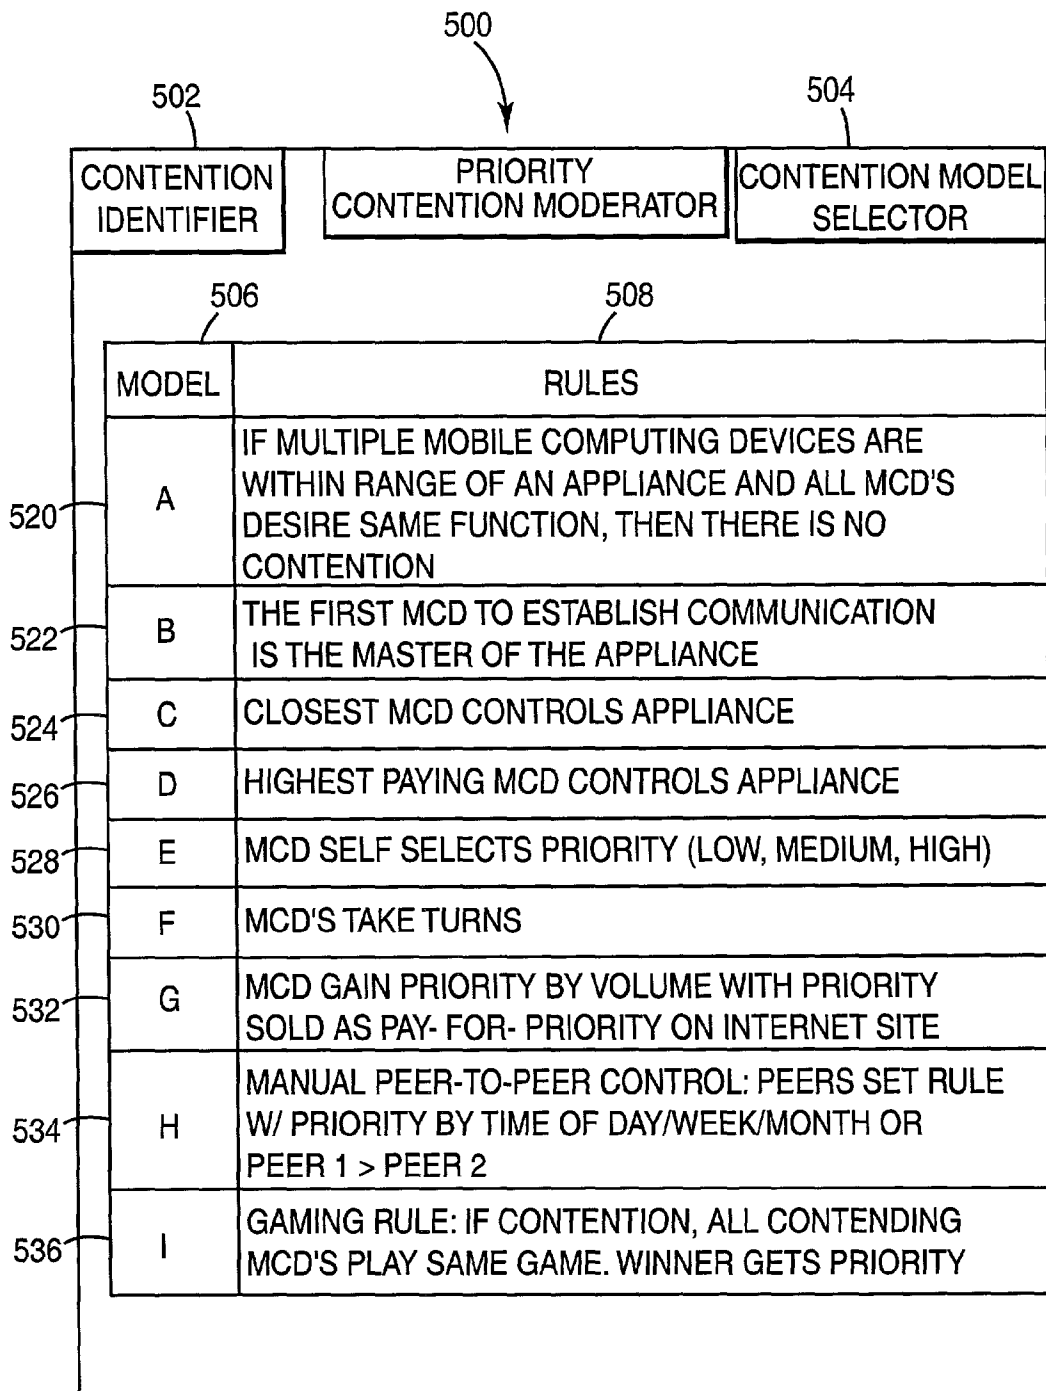 500
502
504
CONTENTION
IDENTIFIER
PRIORITY
CONTENTION MODERATOR
CONTENTION MODEL
SELECTOR
506
508
MODEL
RULES
520
A
IF MULTIPLE MOBILE COMPUTING DEVICES ARE
WITHIN RANGE OF AN APPLIANCE AND ALL MCD'S
DESIRE SAME FUNCTION, THEN THERE IS NO
CONTENTION
522
B
THE FIRST MCD TO ESTABLISH COMMUNICATION
IS THE MASTER OF THE APPLIANCE
524
C
CLOSEST MCD CONTROLS APPLIANCE
526
D
HIGHEST PAYING MCD CONTROLS APPLIANCE
528
E
MCD SELF SELECTS PRIORITY (LOW, MEDIUM, HIGH)
530
F
MCD'S TAKE TURNS
532
G
MCD GAIN PRIORITY BY VOLUME WITH PRIORITY
SOLD AS PAY- FOR- PRIORITY ON INTERNET SITE
534
H
MANUAL PEER-TO-PEER CONTROL: PEERS SET RULE
W/ PRIORITY BY TIME OF DAY/WEEK/MONTH OR
PEER 1 > PEER 2
536
I
GAMING RULE: IF CONTENTION, ALL CONTENDING
MCD'S PLAY SAME GAME. WINNER GETS PRIORITY